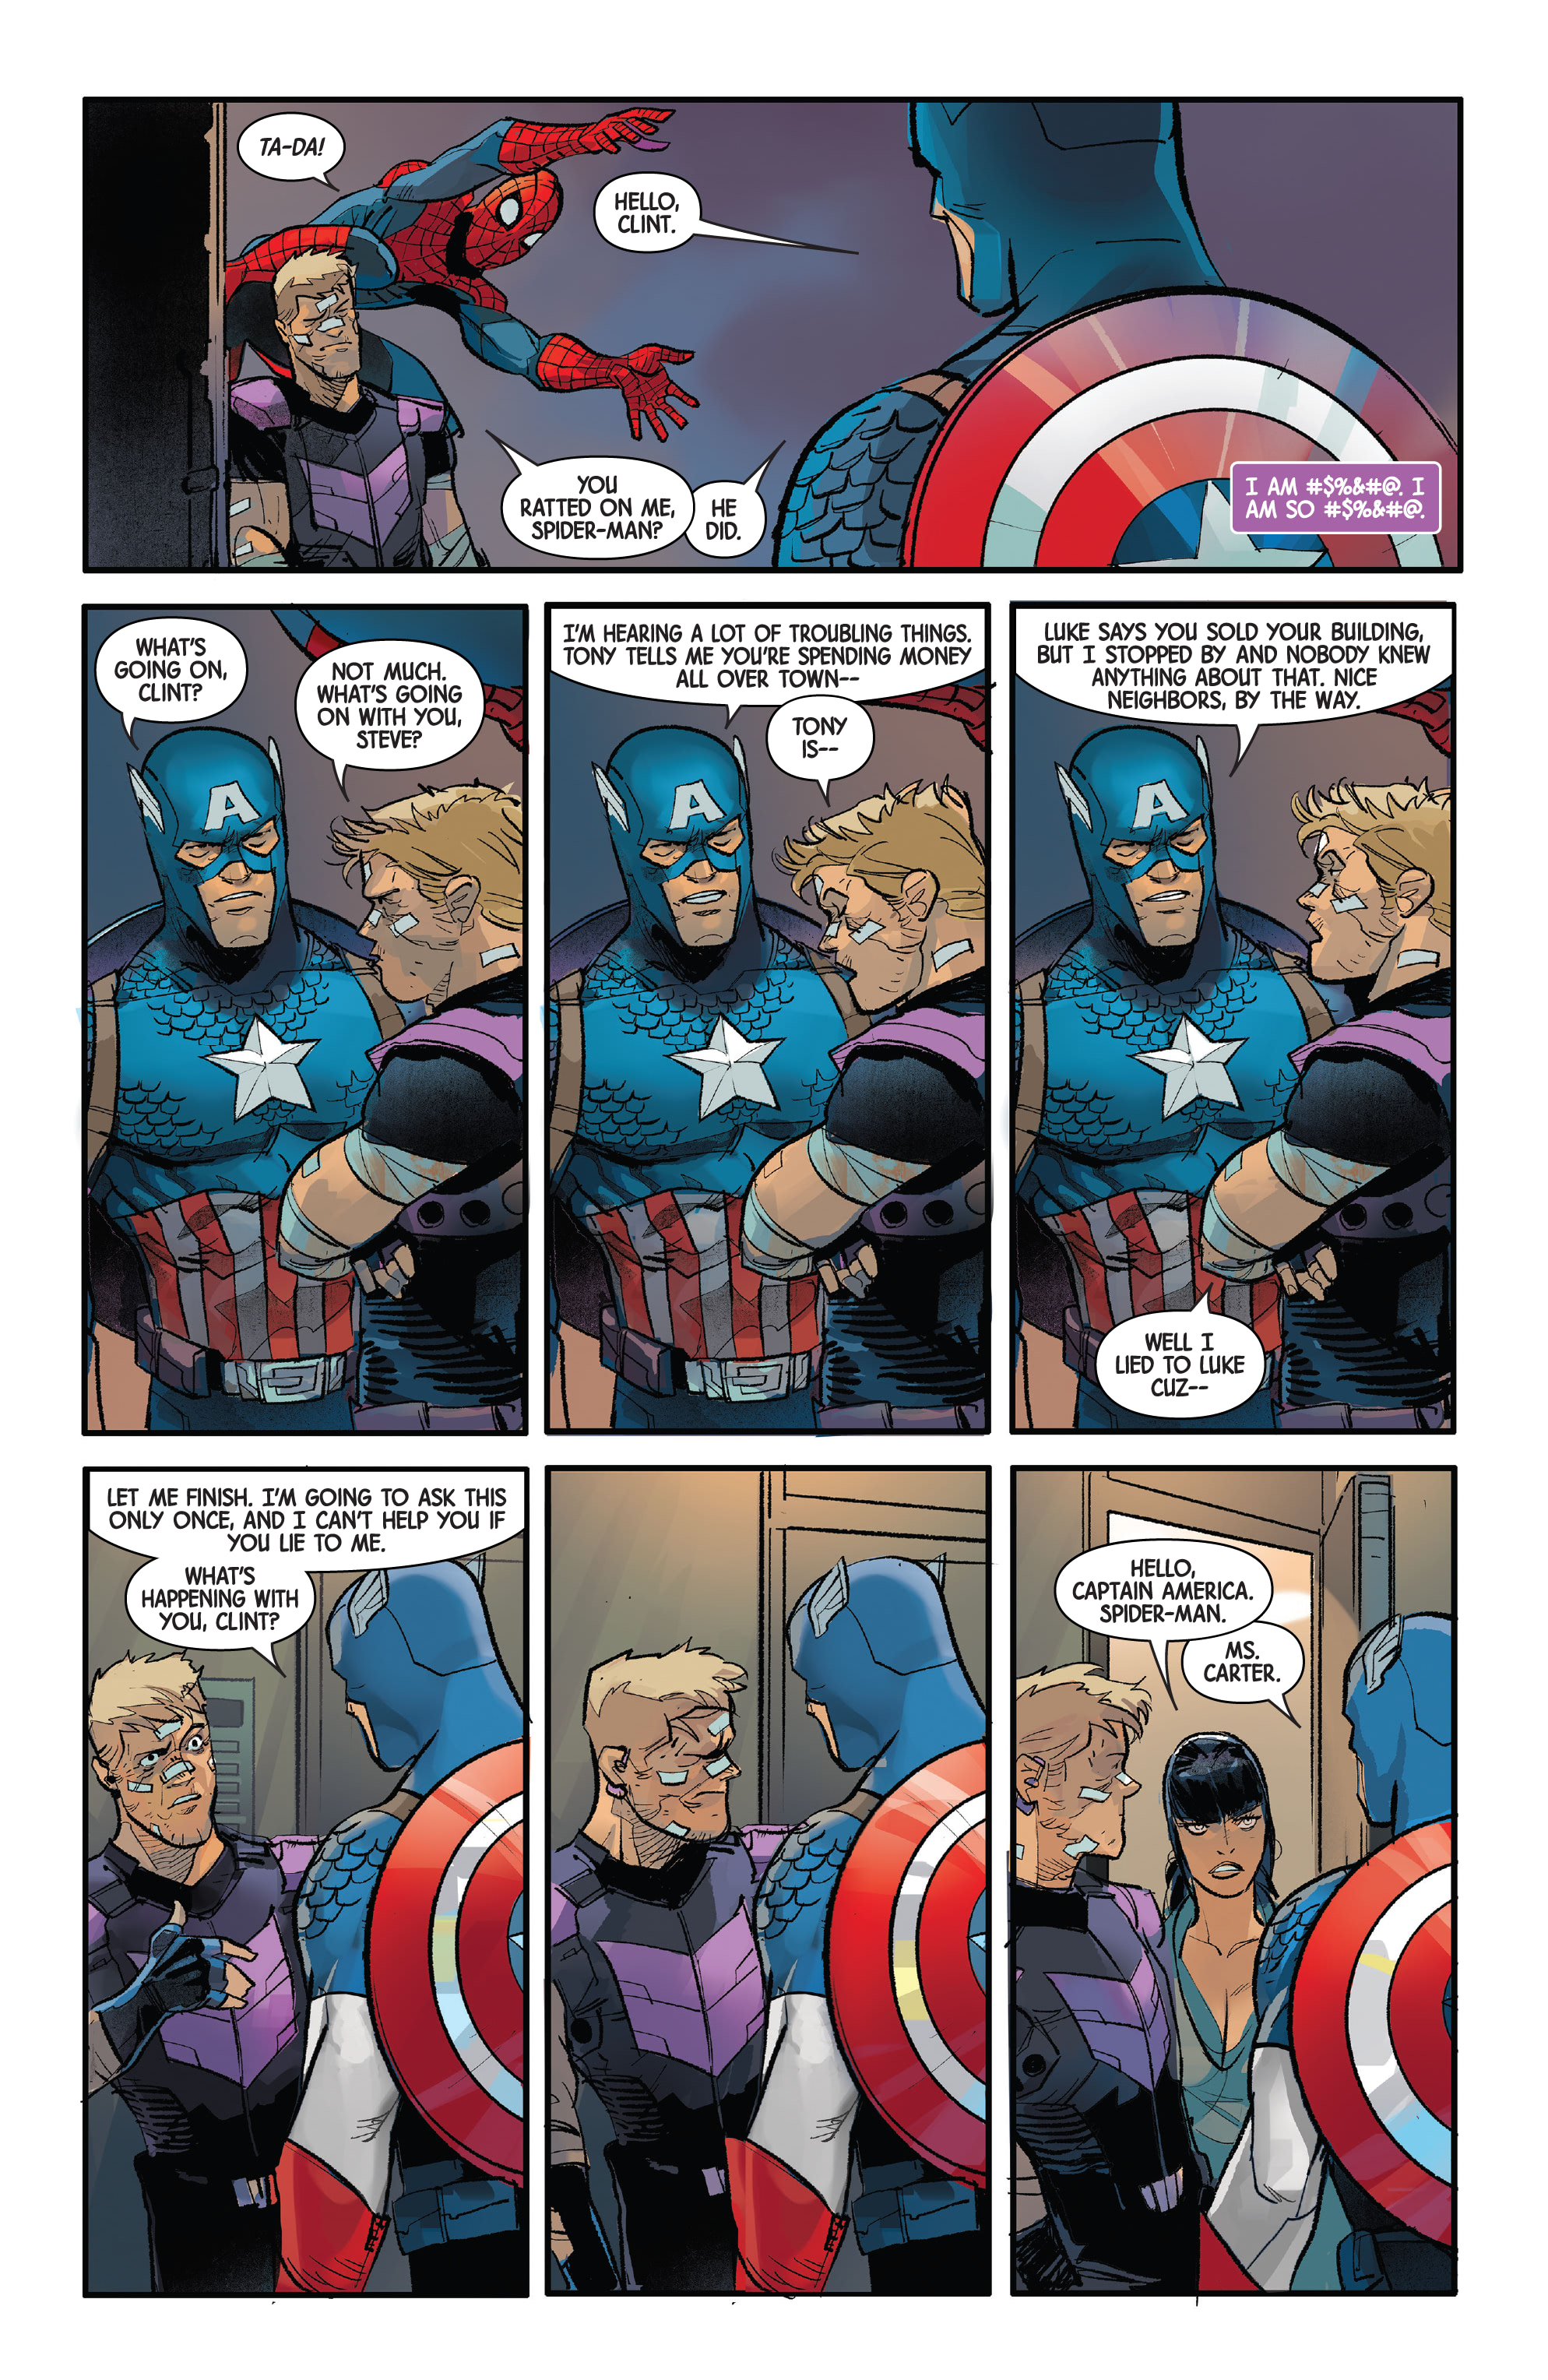 TA-DA!
HELLO,
CLINT.
YOU
RATTED ON ME,
SPIDER-MAN?
HE
DID.
I AM #$%&#@. I
AM SO #$%&#@.
WHAT'S
GOING ON,
CLINT?
NOT MUCH.
WHAT'S GOING
ON WITH YOU,
STEVE?
I'M HEARING A LOT OF TROUBLING THINGS.
TONY TELLS ME YOU'RE SPENDING MONEY
ALL OVER TOWN--
TONY
IS--
LUKE SAYS YOU SOLD YOUR BUILDING,
BUT I STOPPED BY AND NOBODY KNEW
ANYTHING ABOUT THAT. NICE
NEIGHBORS, BY THE WAY.
WELL I
LIED TO LUKE
CUZ--
LET ME FINISH. I'M GOING TO ASK THIS
ONLY ONCE, AND I CAN'T HELP YOU IF
YOU LIE TO ME.
WHAT'S
HAPPENING WITH
YOU, CLINT?
HELLO,
CAPTAIN AMERICA.
SPIDER-MAN.
MS.
CARTER.
A
A
A